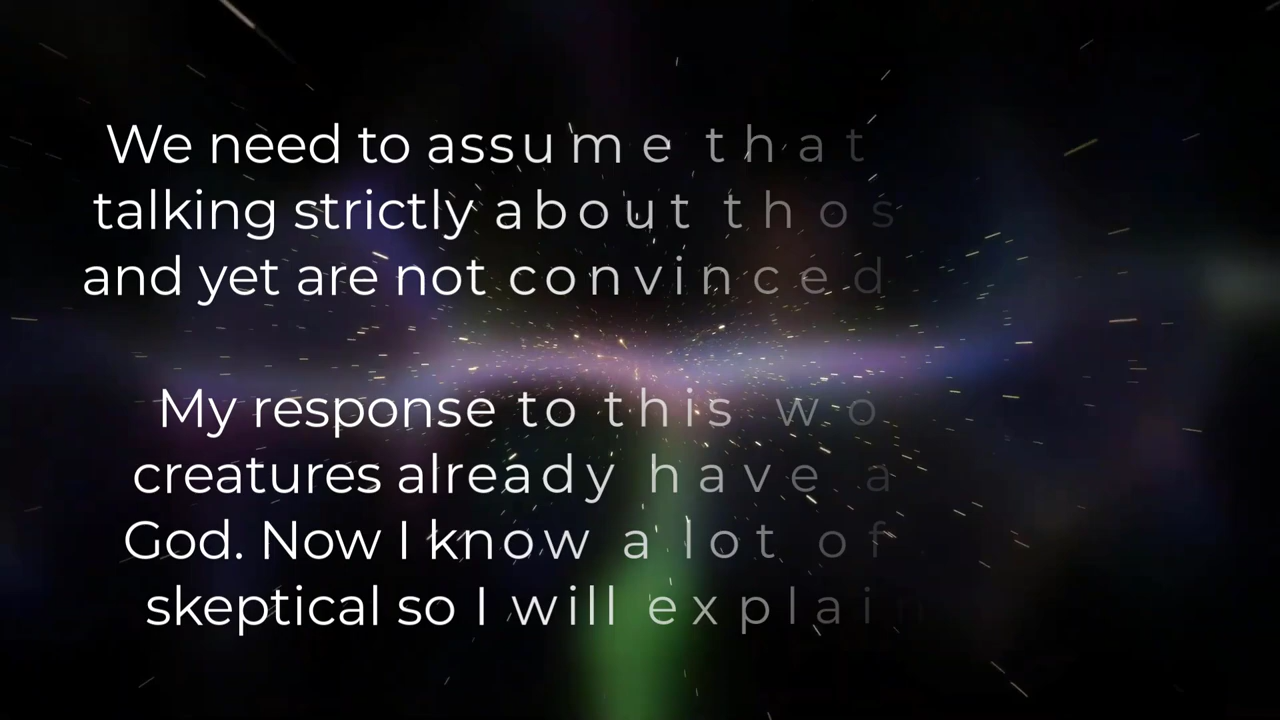 We need to assume that
talking strictly about thos
and yet are not convinced
My response to this wo
creatures already have a
God. Now I know a lot of
skeptical so I will explain